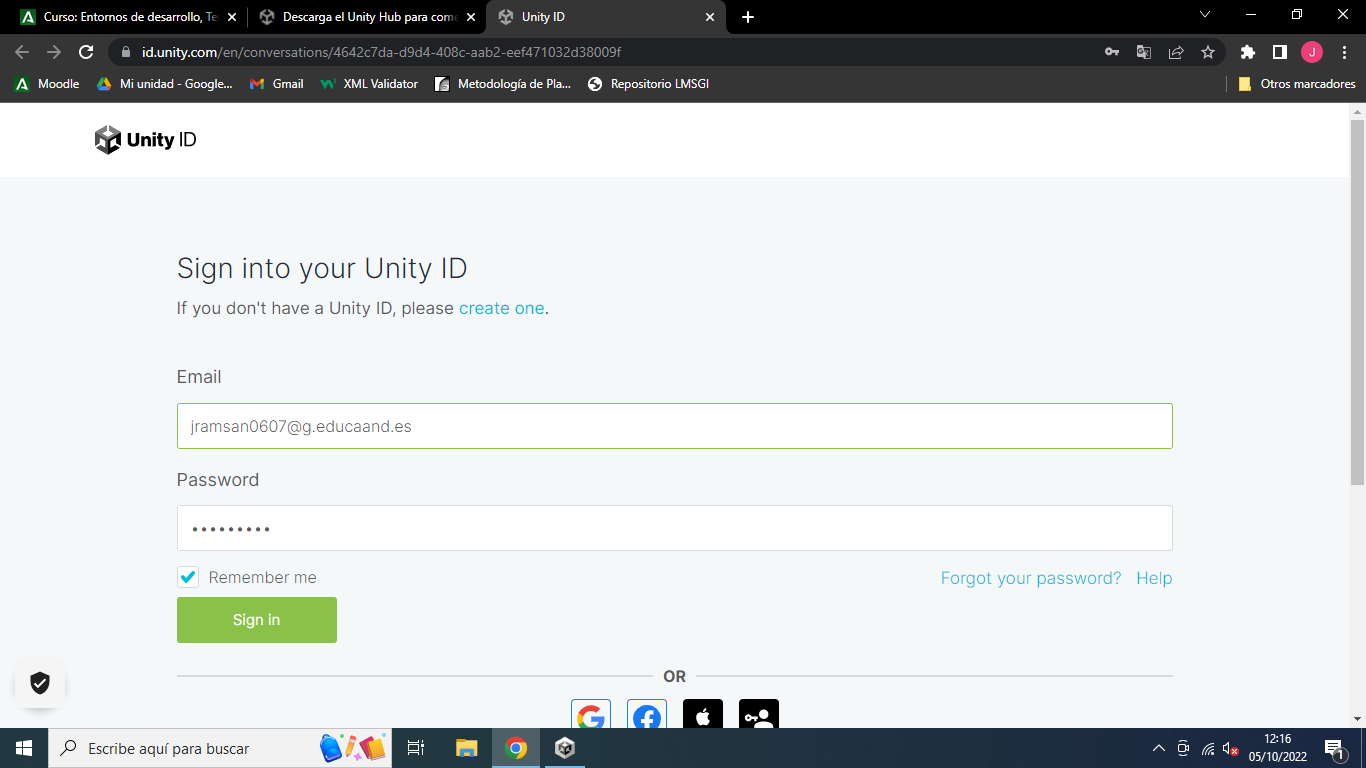 Curso: Entornos de desarrollo, Te
Descarga el Unity Hub para come
Unity ID
id.unity.com/en/conversations/4642c7da-d9d4-408c-aab2-eef471032d38009f
J
Moodle
Mi unidad - Google...
Gmail
XML Validator
Metodología de Pla...
Repositorio LMSGI
Otros marcadores
Unity ID
Sign into your Unity ID
If you don't have a Unity ID, please create one.
Email
jramsan0607@g.educaand.es
Password
Remember me
Forgot your password?
Help
Sign in
OR
Escribe aquí para buscar
12:16
05/10/2022
1